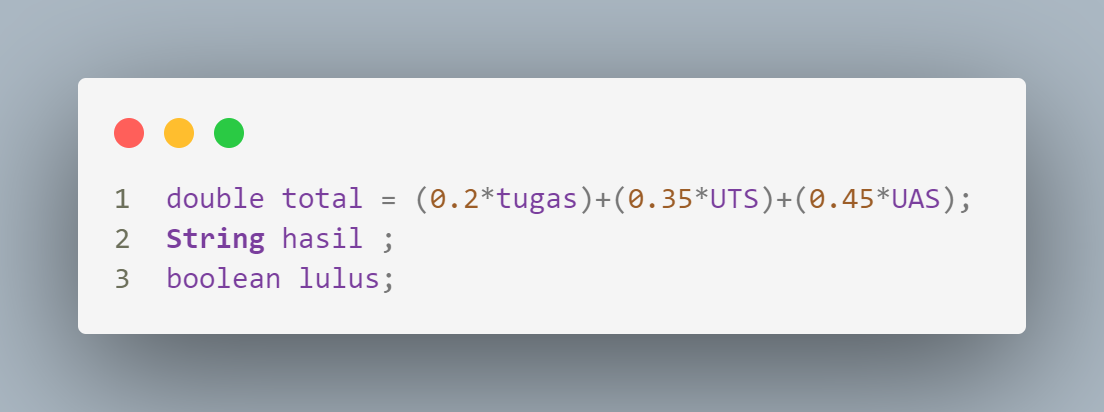 1 double total = (0.2*tugas)+(0.35*UTS)+(0.45*UAS);
2 String hasil ;
3 boolean lulus;